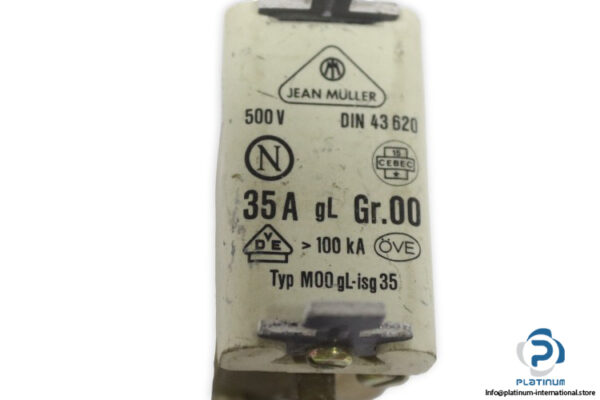 JEAN MÜLLER
500 V DIN 43 620
N
15
CEBEC
35 A gL Gr.00
VDE > 100 kA ÖVE
Typ M00 gL-isg 35
PLATINUM
Info@platinum-international.store